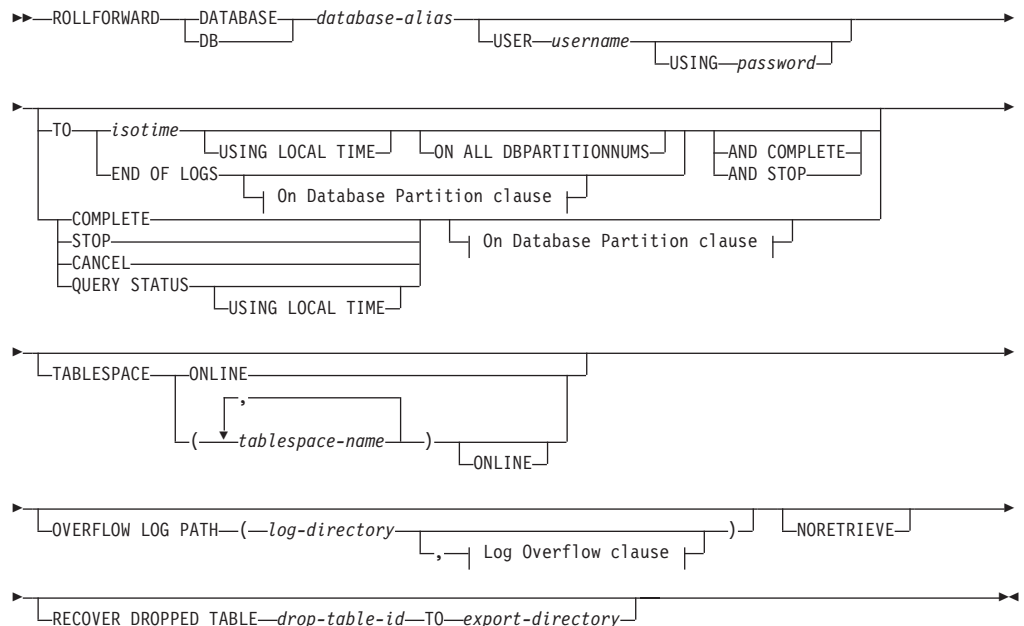 ROLLFORWARD DATABASE database-alias
DB USER username
USING password
TO isotime
USING LOCAL TIME ON ALL DBPARTITIONNUMS AND COMPLETE
END OF LOGS AND STOP
On Database Partition clause
COMPLETE
STOP On Database Partition clause
CANCEL
QUERY STATUS
USING LOCAL TIME
TABLESPACE ONLINE
,
( tablespace-name )
ONLINE
OVERFLOW LOG PATH ( log-directory ) NORETRIEVE
, Log Overflow clause
RECOVER DROPPED TABLE drop-table-id TO export-directory